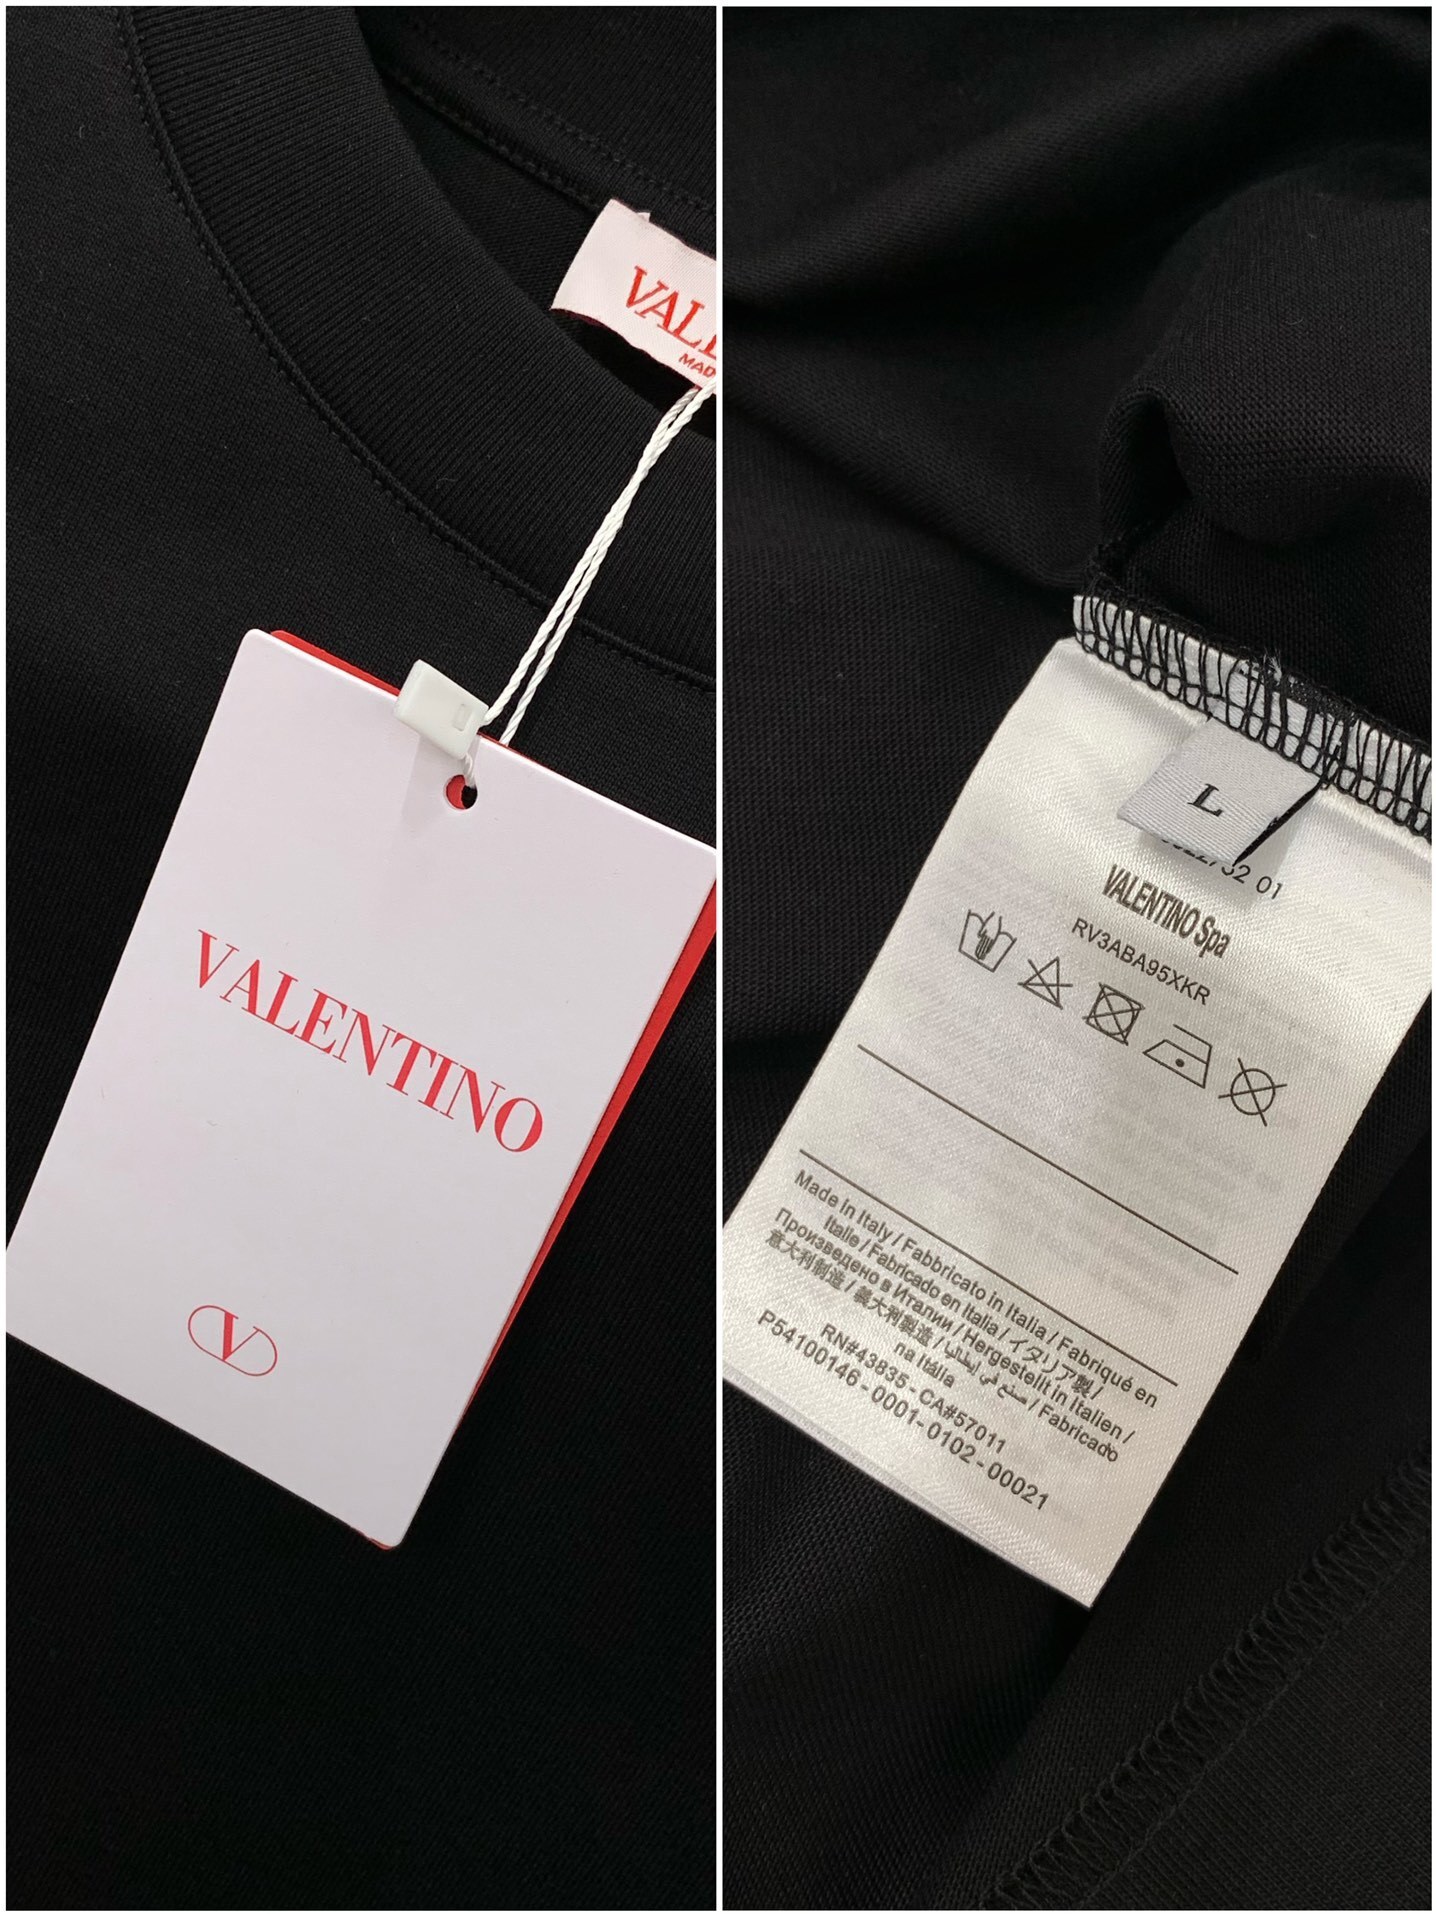 VALENTINO
V
L
01
VALENTINO Spa
RV3ABA95XKR
Made in Italy / Fabbricato in Italia / Fabriqué en
Italie / Fabricado en Italia / イタリア製 /
Произведено в Италии / Hergestellt in Italien /
意大利制造 / 義大利製造 / صنع في إيطاليا / Fabricado
na Itália
RN#43835 - CA#57011
P54100146 - 0001 - 0102 - 00021